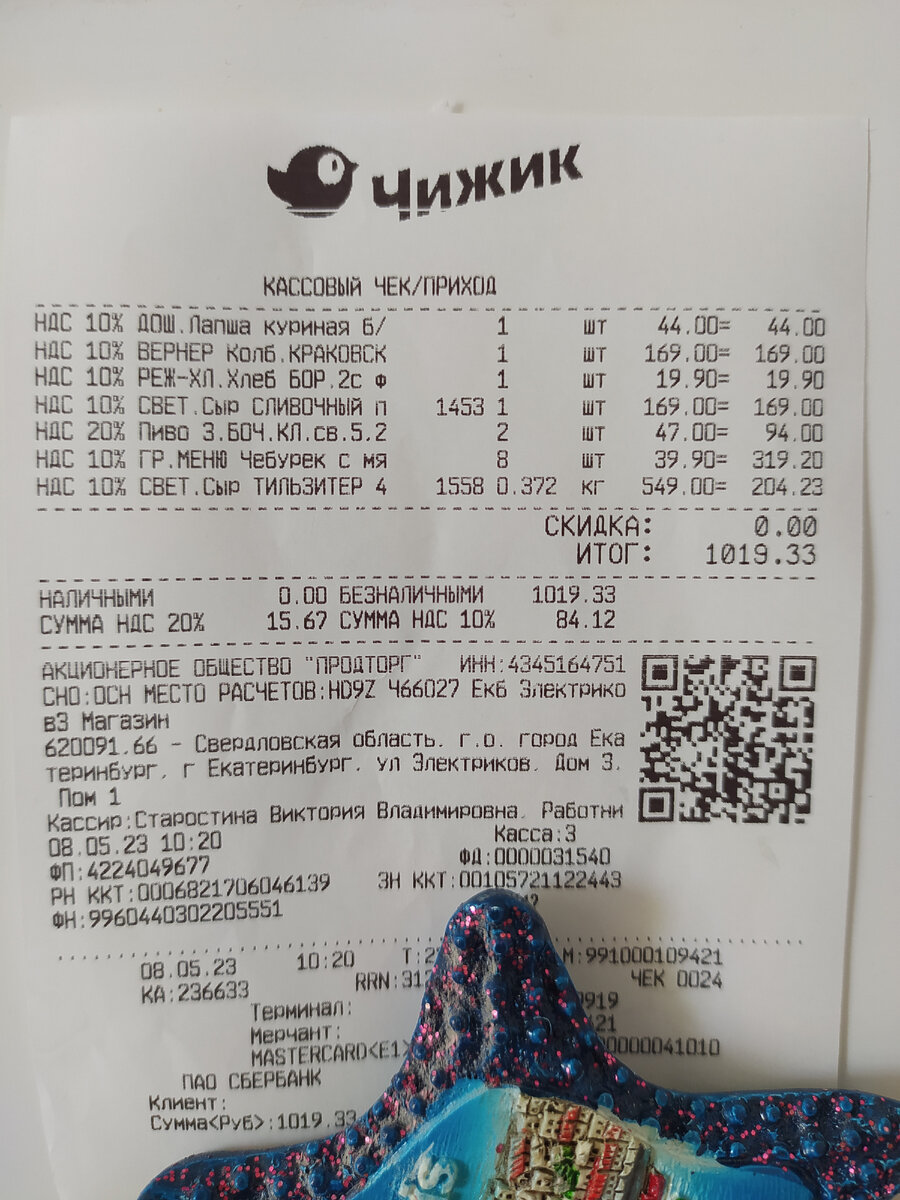 Чижик
КАССОВЫЙ ЧЕК/ПРИХОД
НДС 10% ДОШ.Лапша куриная б/ 1 шт 44.00= 44.00
НДС 10% ВЕРНЕР Колб.КРАКОВСК 1 шт 169.00= 169.00
НДС 10% РЕЖ-ХЛ.Хлеб БОР.2с ф 1 шт 19.90= 19.90
НДС 10% СВЕТ.Сыр СЛИВОЧНЫЙ п 1453 1 шт 169.00= 169.00
НДС 20% Пиво З.БОЧ.КЛ.св.5,2 2 шт 47.00= 94.00
НДС 10% ГР.МЕНЮ Чебурек с мя 8 шт 39.90= 319.20
НДС 10% СВЕТ.Сыр ТИЛЬЗИТЕР 4 1558 0.372 кг 549.00= 204.23
СКИДКА: 0.00
ИТОГ: 1019.33
НАЛИЧНЫМИ 0.00 БЕЗНАЛИЧНЫМИ 1019.33
СУММА НДС 20% 15.67 СУММА НДС 10% 84.12
АКЦИОНЕРНОЕ ОБЩЕСТВО "ПРОДТОРГ" ИНН:4345164751
СНО:ОСН МЕСТО РАСЧЕТОВ:HD9Z Ч66027 Екб Электрико
в3 Магазин
620091,66 - Свердловская область, г.о. город Ека
теринбург, г Екатеринбург, ул Электриков, Дом 3,
Пом 1
Кассир:Старостина Виктория Владимировна, Работни
08.05.23 10:20 Касса:3
ФП:4224049677 ФД:0000031540
РН ККТ:0006821706046139 ЗН ККТ:00105721122443
ФН:9960440302205551
08.05.23 10:20 Т:2 М:991000109421
КА:236633 RRN:31 ЧЕК 0024
Терминал: 9919
Мерчант: 21
MASTERCARD<E1> 00000041010
ПАО СБЕРБАНК
Клиент:
Сумма<Руб>:1019.33